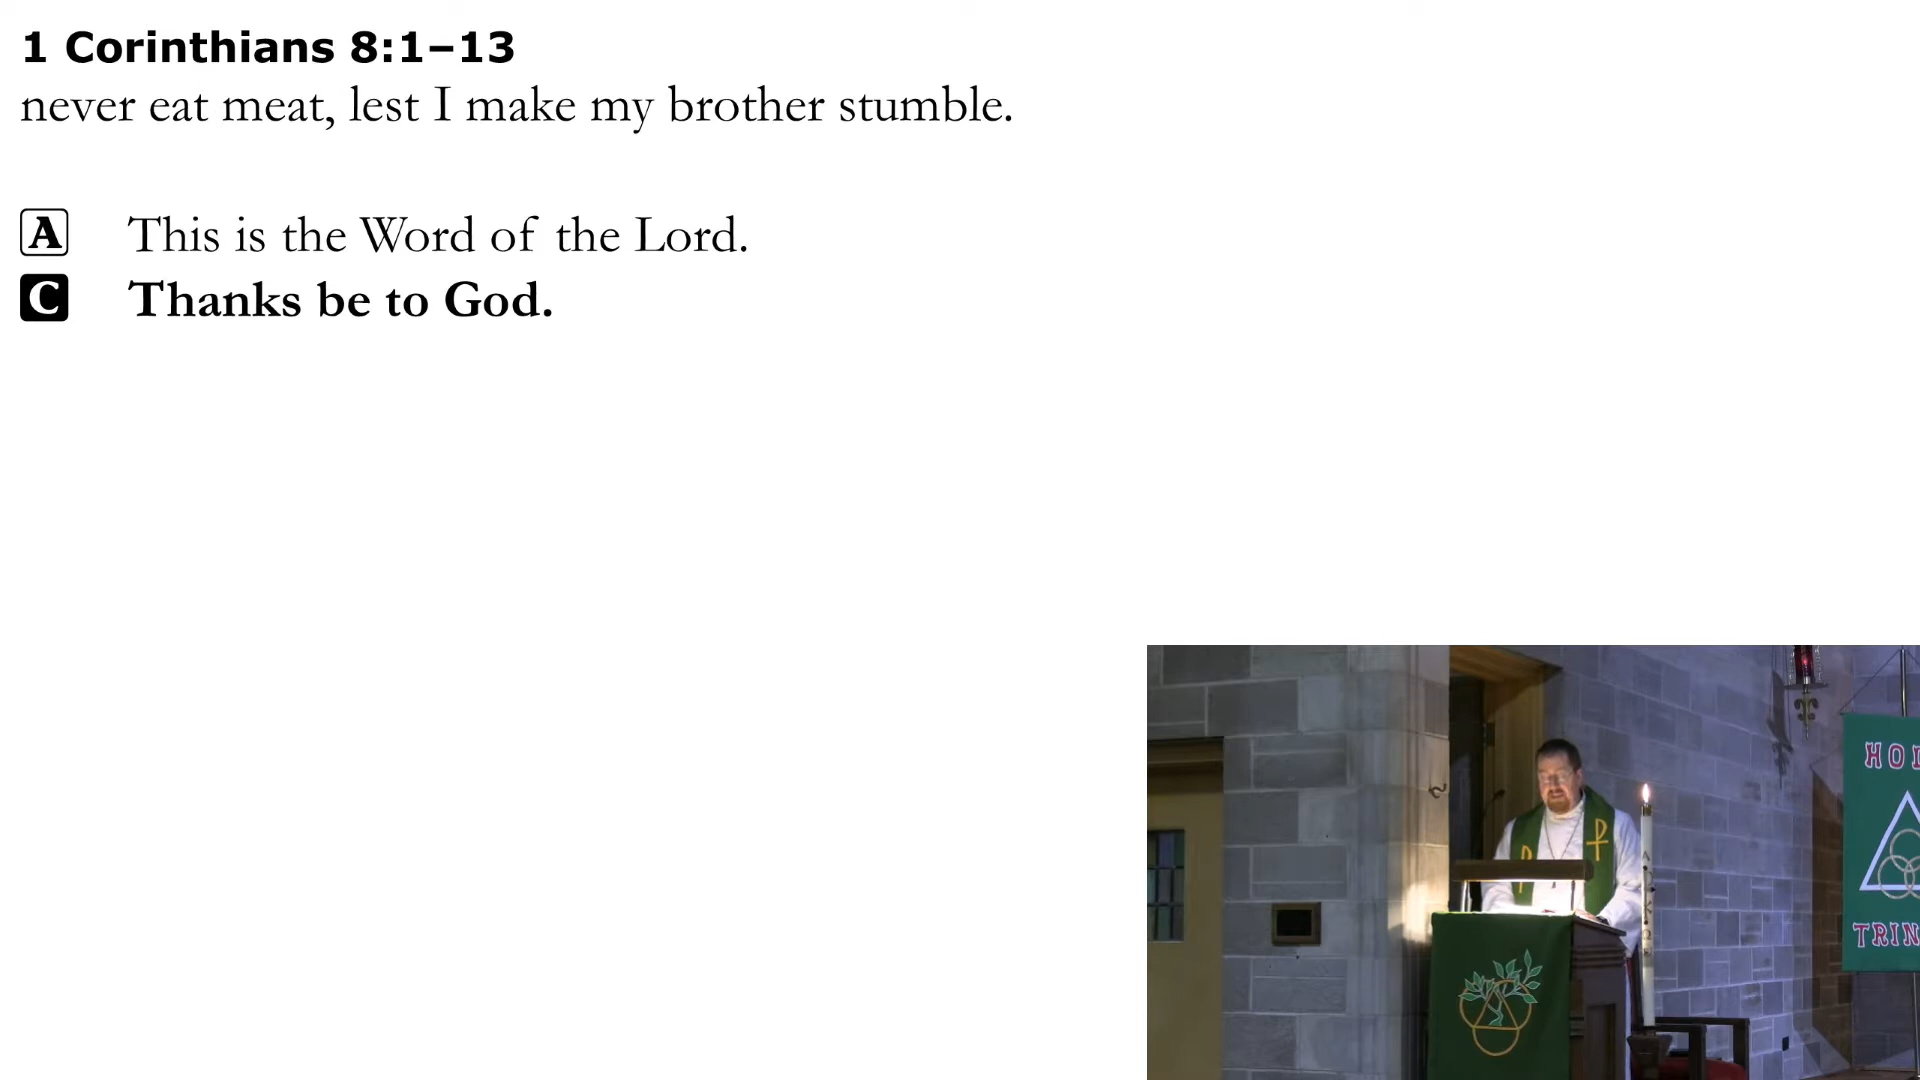 1 Corinthians 8:1–13
never eat meat, lest I make my brother stumble.
A This is the Word of the Lord.
C Thanks be to God.